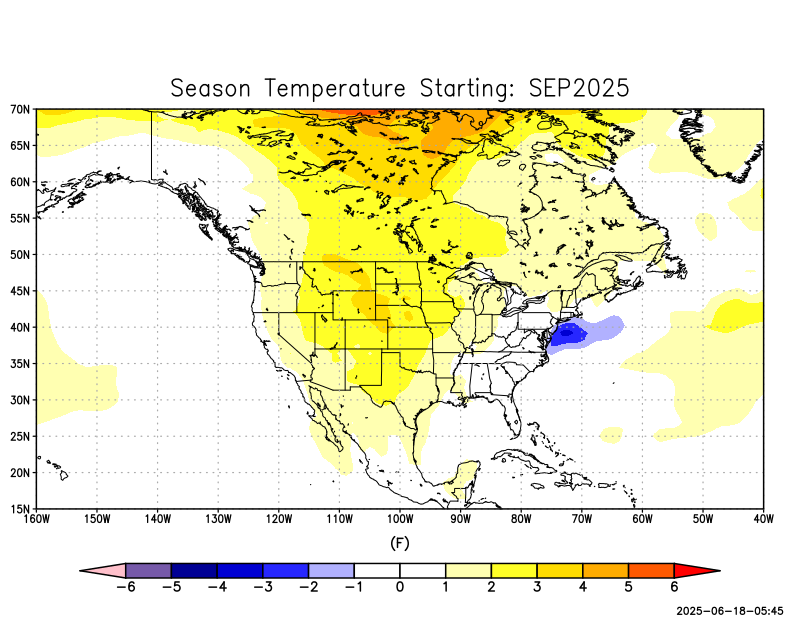 Season Temperature Starting: SEP2025
70N
65N
60N
55N
50N
45N
40N
35N
30N
25N
20N
15N
160W 150W 140W 130W 120W 110W 100W 90W 80W 70W 60W 50W 40W
(F)
−6 −5 −4 −3 −2 −1 0 1 2 3 4 5 6
2025-06-18-05:45